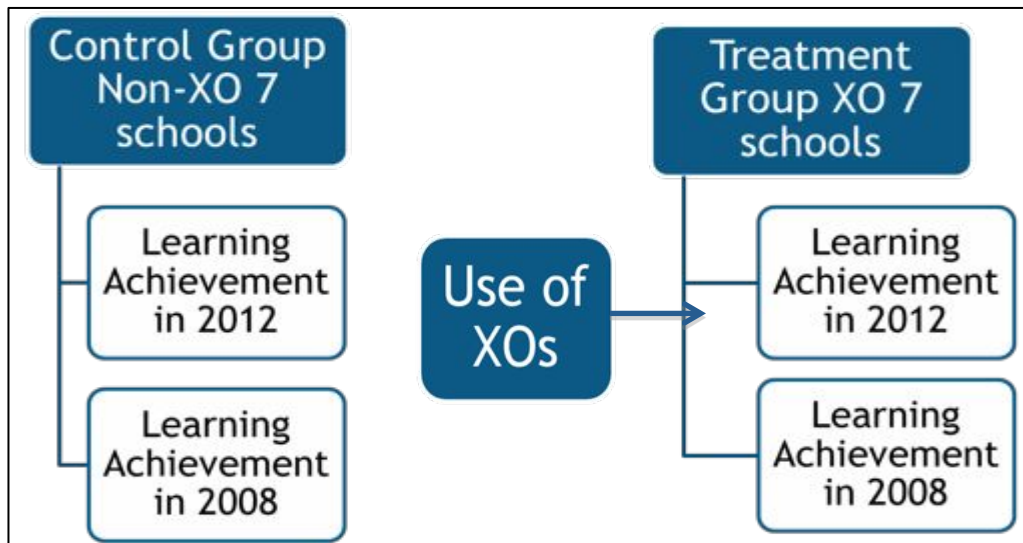 Control Group
Non-XO 7
schools
Learning
Achievement
in 2012
Learning
Achievement
in 2008
Use of
XOs
Treatment
Group XO 7
schools
Learning
Achievement
in 2012
Learning
Achievement
in 2008